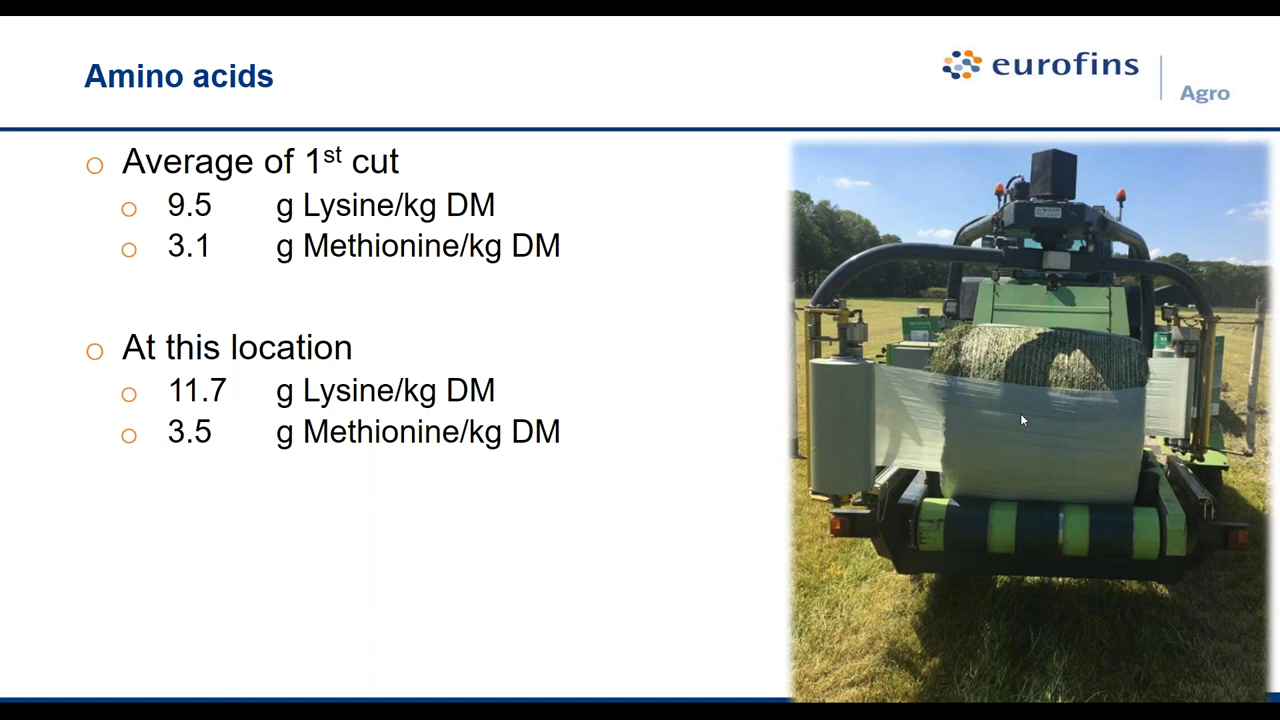 Amino acids
eurofins
Agro
Average of 1st cut
9.5 g Lysine/kg DM
3.1 g Methionine/kg DM
At this location
11.7 g Lysine/kg DM
3.5 g Methionine/kg DM